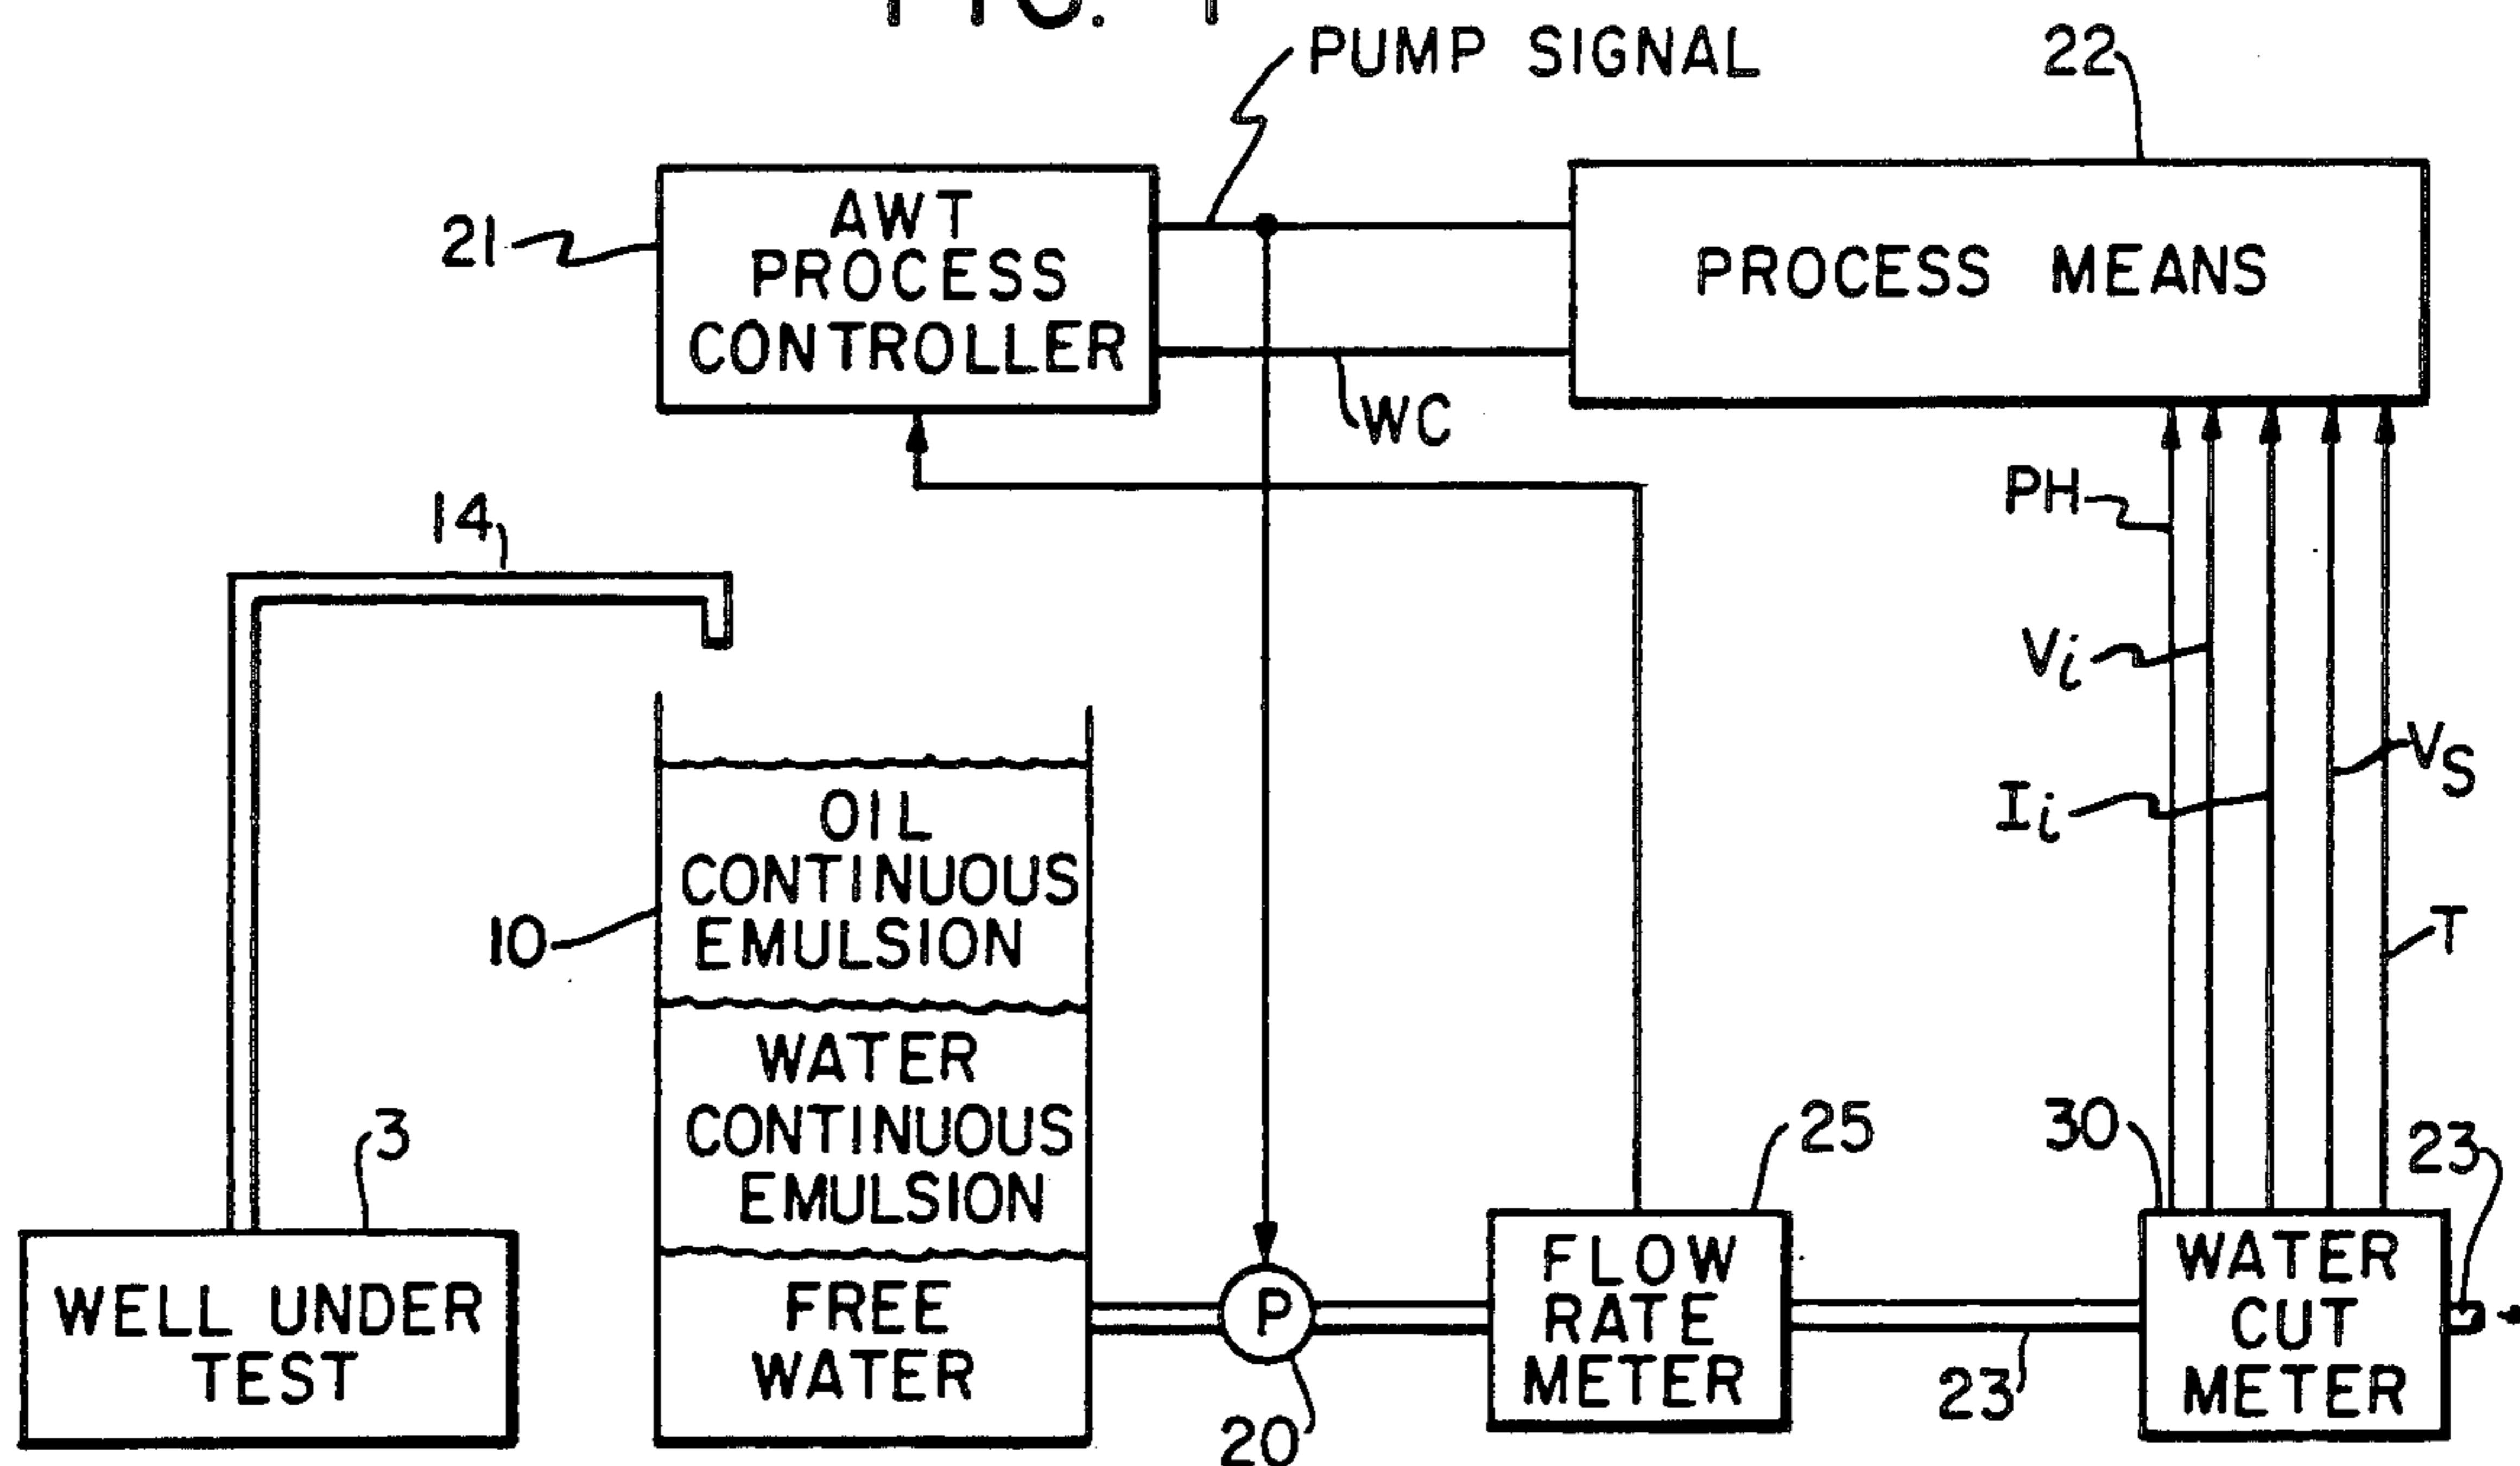 FIG. 1
PUMP SIGNAL
22
21
AWT
PROCESS
CONTROLLER
PROCESS MEANS
WC
PH
14
Vi
VS
Ii
10
OIL
CONTINUOUS
EMULSION
T
WATER
CONTINUOUS
EMULSION
3
25
30
23
WELL UNDER
TEST
FREE
WATER
P
FLOW
RATE
METER
WATER
CUT
METER
23
20